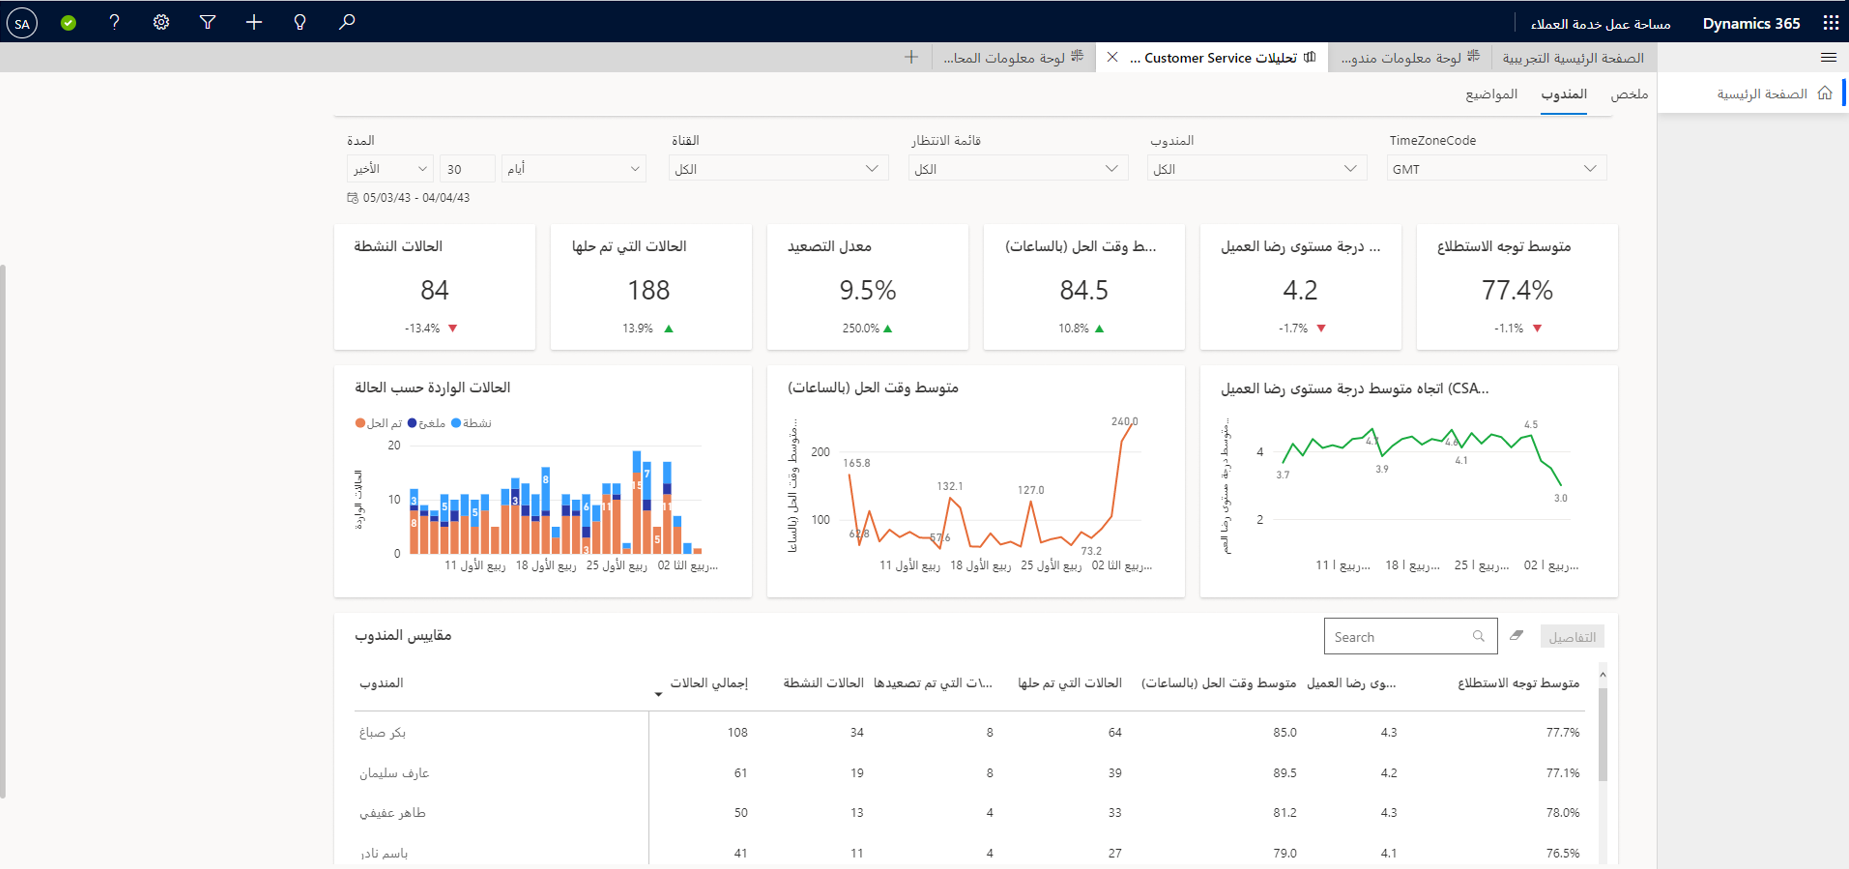 Dynamics 365
مساحة عمل خدمة العملاء
SA
الصفحة الرئيسية التجريبية
لوحة معلومات مندو...
تحليلات Customer Service ...
لوحة معلومات المحا...
الصفحة الرئيسية
ملخص
المندوب
المواضيع
المدة
القناة
قائمة الانتظار
المندوب
TimeZoneCode
الأخير
30
أيام
الكل
الكل
الكل
GMT
05/03/43 - 04/04/43
الحالات النشطة
84
-13.4%
الحالات التي تم حلها
188
13.9%
معدل التصعيد
9.5%
250.0%
...ط وقت الحل (بالساعات)
84.5
10.8%
... درجة مستوى رضا العميل
4.2
-1.7%
متوسط توجه الاستطلاع
77.4%
-1.1%
الحالات الواردة حسب الحالة
تم الحل
ملغى
نشطة
الحالات الواردة
20
10
0
3
8
5
5
3
8
6
3
11
15
7
5
11
11 ربيع الأول
18 ربيع الأول
25 ربيع الأول
02 ربيع الثا...
متوسط وقت الحل (بالساعات)
متوسط وقت الحل (بالساعا...
200
100
165.8
62.8
57.6
132.1
127.0
73.2
240.0
11 ربيع الأول
18 ربيع الأول
25 ربيع الأول
02 ربيع الثا...
اتجاه متوسط درجة مستوى رضا العميل (CSA...
متوسط درجة مستوى رضا العم...
4
2
3.7
4.7
3.9
4.6
4.1
4.5
3.0
11 ربيع ا...
18 ربيع ا...
25 ربيع ا...
02 ربيع ا...
مقاييس المندوب
Search
التفاصيل
المندوب
إجمالي الحالات
الحالات النشطة
...ات التي تم تصعيدها
الحالات التي تم حلها
متوسط وقت الحل (بالساعات)
...وى رضا العميل
متوسط توجه الاستطلاع
بكر صباغ 108 34 8 64 85.0 4.3 77.7%
عارف سليمان 61 19 8 39 89.5 4.2 77.1%
طاهر عفيفي 50 13 4 33 81.2 4.3 78.0%
باسم نادر 41 11 4 27 79.0 4.1 76.5%